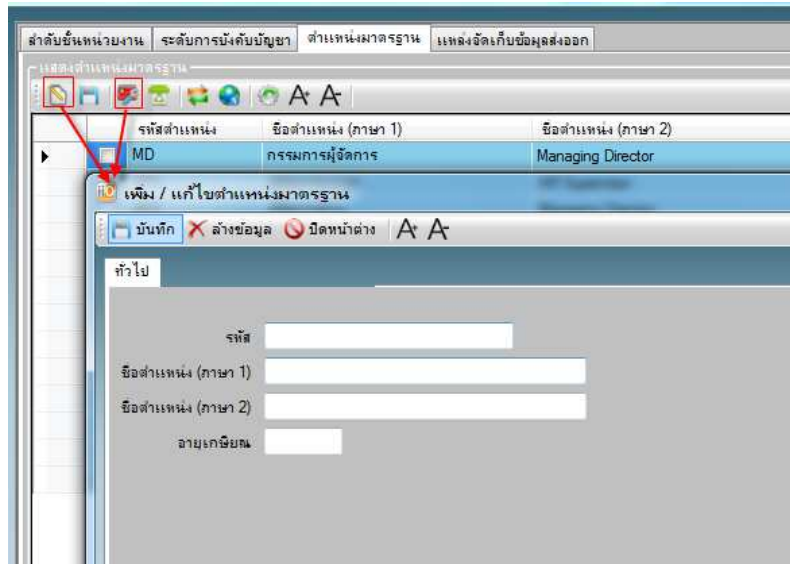 ลำดับชั้นหน่วยงาน ระดับการบังคับบัญชา ตำแหน่งมาตรฐาน แหล่งจัดเก็บข้อมูลส่งออก
แสดงตำแหน่งมาตรฐาน
A+ A-
รหัสตำแหน่ง ชื่อตำแหน่ง (ภาษา 1) ชื่อตำแหน่ง (ภาษา 2)
MD กรรมการผู้จัดการ Managing Director
เพิ่ม / แก้ไขตำแหน่งมาตรฐาน
บันทึก ล้างข้อมูล ปิดหน้าต่าง A+ A-
ทั่วไป
รหัส
ชื่อตำแหน่ง (ภาษา 1)
ชื่อตำแหน่ง (ภาษา 2)
อายุเกษียณ